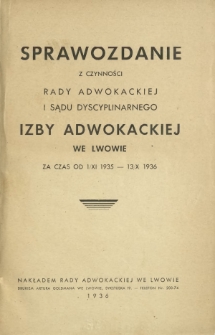 SPRAWOZDANIE
Z CZYNNOŚCI
RADY ADWOKACKIEJ
I SĄDU DYSCYPLINARNEGO
IZBY ADWOKACKIEJ
WE LWOWIE
ZA CZAS OD 1·XI 1935 — 13·X 1936
NAKŁADEM RADY ADWOKACKIEJ WE LWOWIE
1936